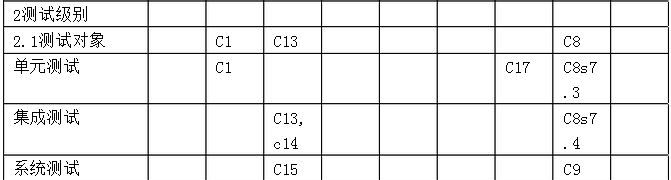 2测试级别
2.1测试对象 C1 C13 C8
单元测试 C1 C17 C8s7
.3
集成测试 C13, C8s7
c14 .4
系统测试 C15 C9